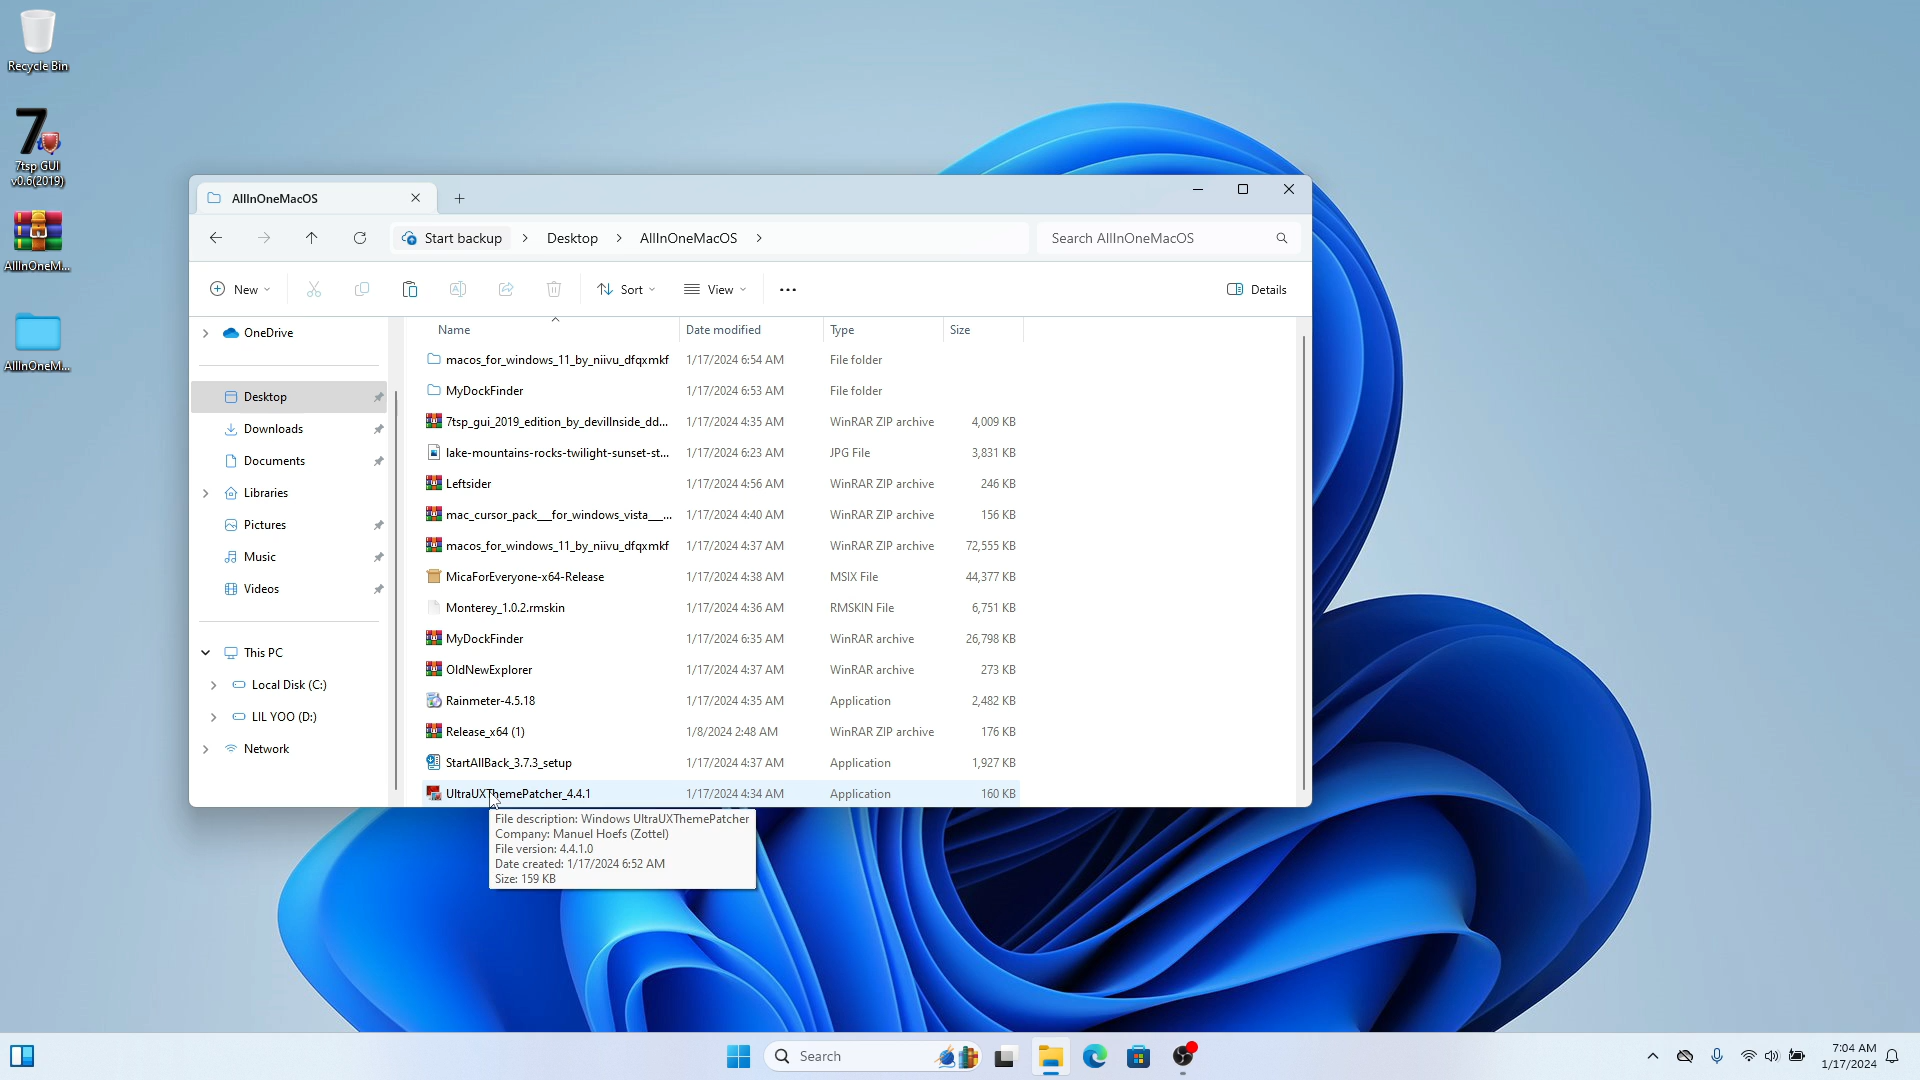 Recycle Bin
7
7tsp GUI
v0.6(2019)
AllInOneM...
AllInOneM...
AllInOneMacOS
Start backup
Desktop
AllInOneMacOS
Search AllInOneMacOS
New
Sort
View
Details
OneDrive
Desktop
Downloads
Documents
Libraries
Pictures
Music
Videos
This PC
Local Disk (C:)
LIL YOO (D:)
Network
Name Date modified Type Size
macos_for_windows_11_by_niivu_dfqxmkf 1/17/2024 6:54 AM File folder
MyDockFinder 1/17/2024 6:53 AM File folder
7tsp_gui_2019_edition_by_devillnside_dd... 1/17/2024 4:35 AM WinRAR ZIP archive 4,009 KB
lake-mountains-rocks-twilight-sunset-st... 1/17/2024 6:23 AM JPG File 3,831 KB
Leftsider 1/17/2024 4:56 AM WinRAR ZIP archive 246 KB
mac_cursor_pack__for_windows_vista__... 1/17/2024 4:40 AM WinRAR ZIP archive 156 KB
macos_for_windows_11_by_niivu_dfqxmkf 1/17/2024 4:37 AM WinRAR ZIP archive 72,555 KB
MicaForEveryone-x64-Release 1/17/2024 4:38 AM MSIX File 44,377 KB
Monterey_1.0.2.rmskin 1/17/2024 4:36 AM RMSKIN File 6,751 KB
MyDockFinder 1/17/2024 6:35 AM WinRAR archive 26,798 KB
OldNewExplorer 1/17/2024 4:37 AM WinRAR archive 273 KB
Rainmeter-4.5.18 1/17/2024 4:35 AM Application 2,482 KB
Release_x64 (1) 1/8/2024 2:48 AM WinRAR ZIP archive 176 KB
StartAllBack_3.7.3_setup 1/17/2024 4:37 AM Application 1,927 KB
UltraUXThemePatcher_4.4.1 1/17/2024 4:34 AM Application 160 KB
File description: Windows UltraUXThemePatcher
Company: Manuel Hoefs (Zottel)
File version: 4.4.1.0
Date created: 1/17/2024 6:52 AM
Size: 159 KB
Search
7:04 AM
1/17/2024